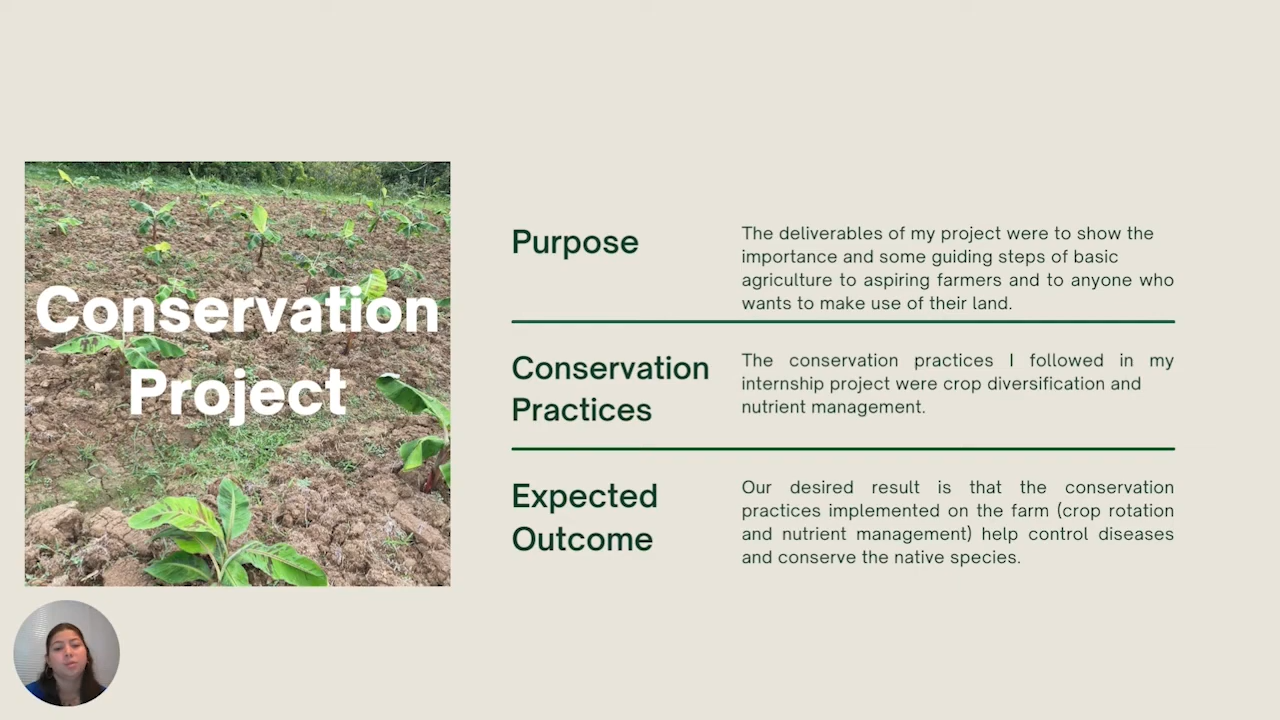 Conservation
Project
Purpose
The deliverables of my project were to show the
importance and some guiding steps of basic
agriculture to aspiring farmers and to anyone who
wants to make use of their land.
Conservation
Practices
The conservation practices I followed in my
internship project were crop diversification and
nutrient management.
Expected
Outcome
Our desired result is that the conservation
practices implemented on the farm (crop rotation
and nutrient management) help control diseases
and conserve the native species.